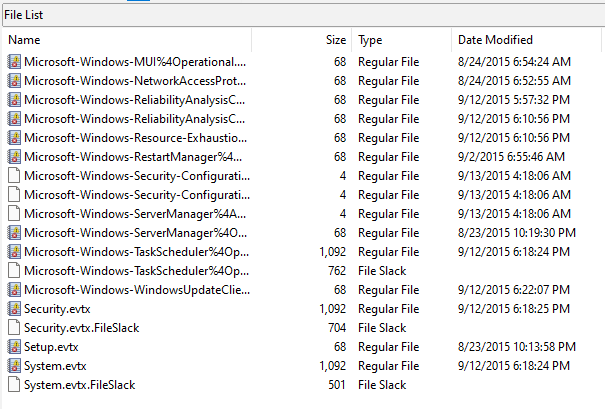 File List
Name Size Type Date Modified
Microsoft-Windows-MUI%4Operational.... 68 Regular File 8/24/2015 6:54:24 AM
Microsoft-Windows-NetworkAccessProt... 68 Regular File 8/24/2015 6:52:55 AM
Microsoft-Windows-ReliabilityAnalysisC... 68 Regular File 9/12/2015 5:57:32 PM
Microsoft-Windows-ReliabilityAnalysisC... 68 Regular File 9/12/2015 6:10:56 PM
Microsoft-Windows-Resource-Exhaustio... 68 Regular File 9/12/2015 6:10:56 PM
Microsoft-Windows-RestartManager%4... 68 Regular File 9/2/2015 6:55:46 AM
Microsoft-Windows-Security-Configurati... 4 Regular File 9/13/2015 4:18:06 AM
Microsoft-Windows-Security-Configurati... 4 Regular File 9/13/2015 4:18:06 AM
Microsoft-Windows-ServerManager%4A... 4 Regular File 9/13/2015 4:18:06 AM
Microsoft-Windows-ServerManager%4O... 68 Regular File 8/23/2015 10:19:30 PM
Microsoft-Windows-TaskScheduler%4Op... 1,092 Regular File 9/12/2015 6:18:24 PM
Microsoft-Windows-TaskScheduler%4Op... 762 File Slack
Microsoft-Windows-WindowsUpdateClie... 68 Regular File 9/12/2015 6:22:07 PM
Security.evtx 1,092 Regular File 9/12/2015 6:18:25 PM
Security.evtx.FileSlack 704 File Slack
Setup.evtx 68 Regular File 8/23/2015 10:13:58 PM
System.evtx 1,092 Regular File 9/12/2015 6:18:24 PM
System.evtx.FileSlack 501 File Slack